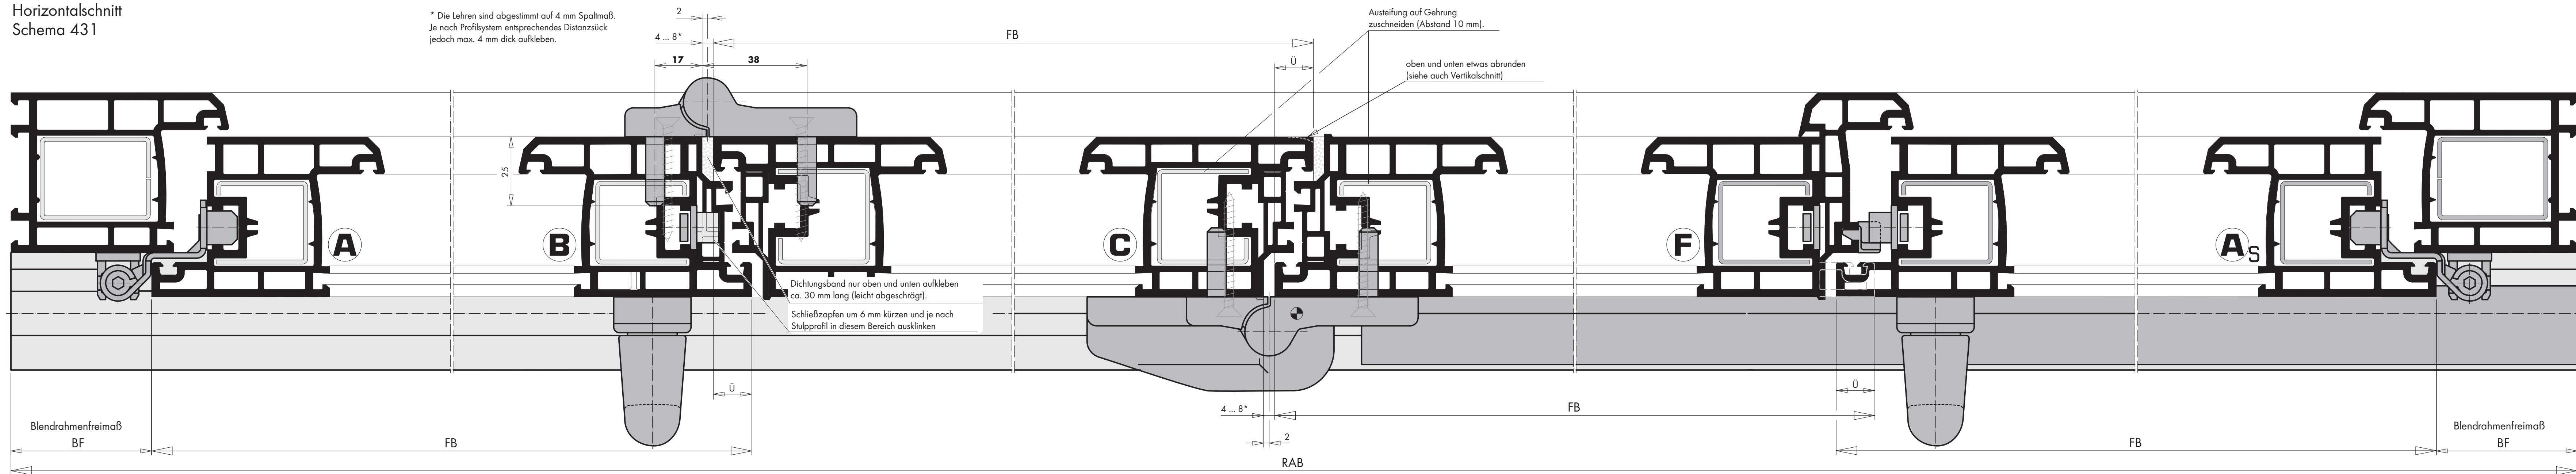 Horizontalschnitt
Schema 431
* Die Lehren sind abgestimmt auf 4 mm Spaltmaß.
Je nach Profilsystem entsprechendes Distanzsück
jedoch max. 4 mm dick aufkleben.
2
4 ... 8*
FB
17
38
Ü
Austeifung auf Gehrung
zuschneiden (Abstand 10 mm).
oben und unten etwas abrunden
(siehe auch Vertikalschnitt)
25
A
B
C
F
AS
Dichtungsband nur oben und unten aufkleben
ca. 30 mm lang (leicht abgeschrägt).
Schließzapfen um 6 mm kürzen und je nach
Stulpprofil in diesem Bereich ausklinken
Ü
Ü
4 ... 8*
FB
2
Blendrahmenfreimaß
BF
FB
FB
Blendrahmenfreimaß
BF
RAB